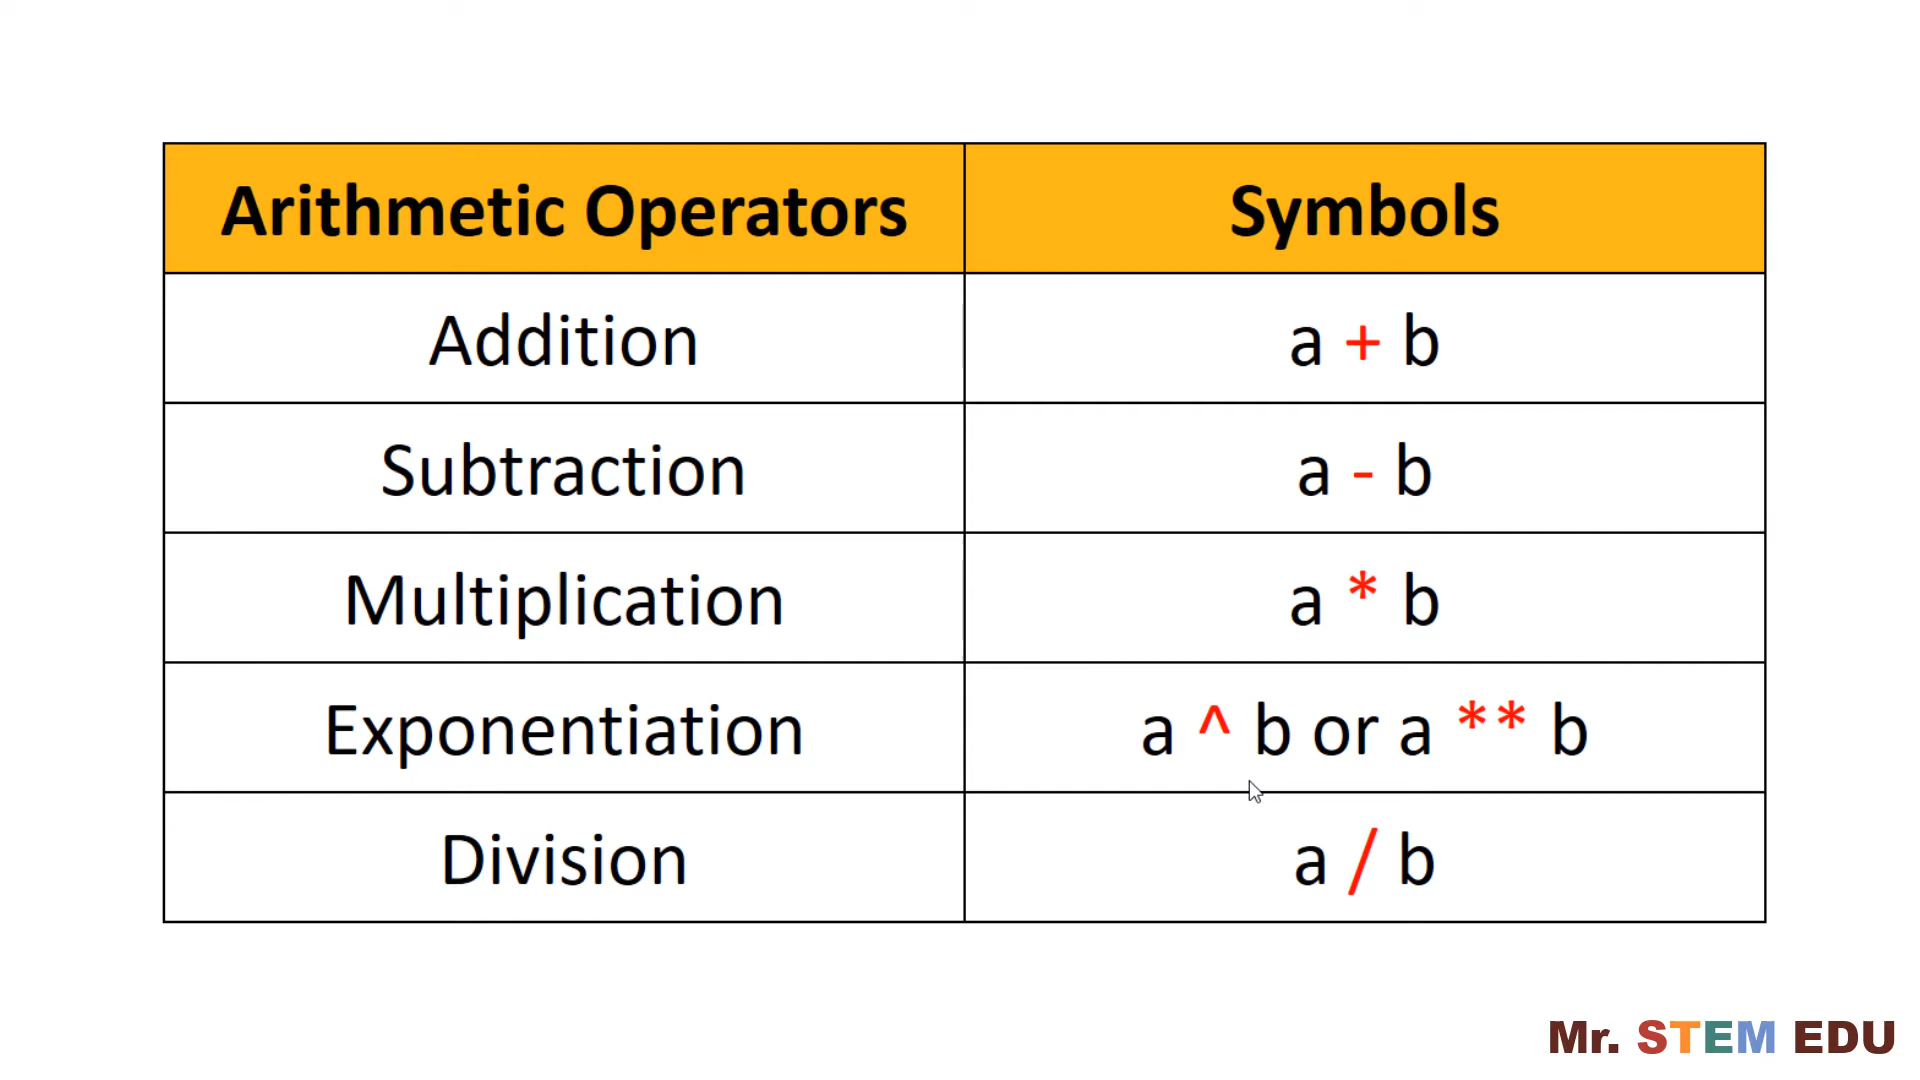 Arithmetic Operators Symbols
Addition a + b
Subtraction a - b
Multiplication a * b
Exponentiation a ^ b or a ** b
Division a / b
Mr. STEM EDU